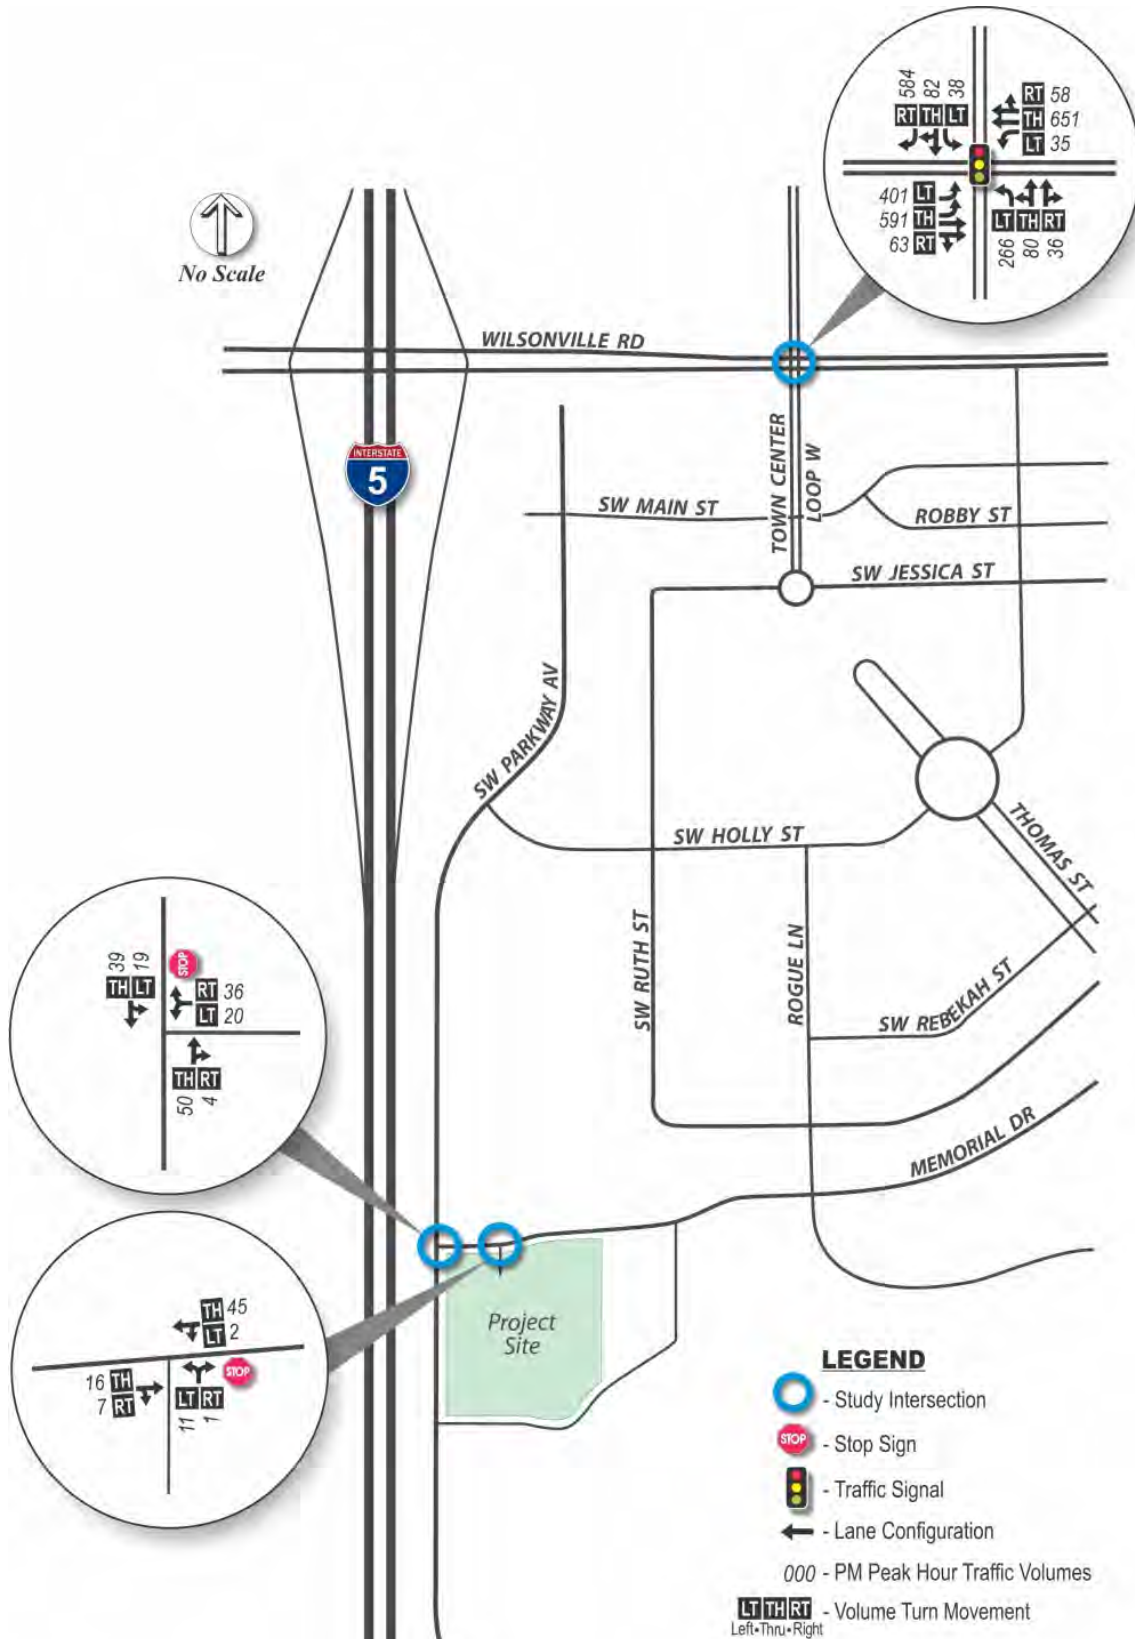 584 82 38
RT TH LT
RT 58
TH 651
LT 35
401 LT
591 TH
63 RT
LT TH RT
266 80 36
No Scale
WILSONVILLE RD
INTERSTATE
5
TOWN CENTER
LOOP W
SW MAIN ST
ROBBY ST
SW JESSICA ST
SW PARKWAY AV
SW HOLLY ST
THOMAS ST
SW RUTH ST
ROGUE LN
SW REBEKAH ST
MEMORIAL DR
39 19
TH LT
STOP
RT 36
LT 20
TH RT
50 4
TH 45
LT 2
16 TH
7 RT
LT RT
11 1
STOP
Project
Site
LEGEND
- Study Intersection
STOP - Stop Sign
- Traffic Signal
- Lane Configuration
000 - PM Peak Hour Traffic Volumes
LT TH RT - Volume Turn Movement
Left•Thru•Right